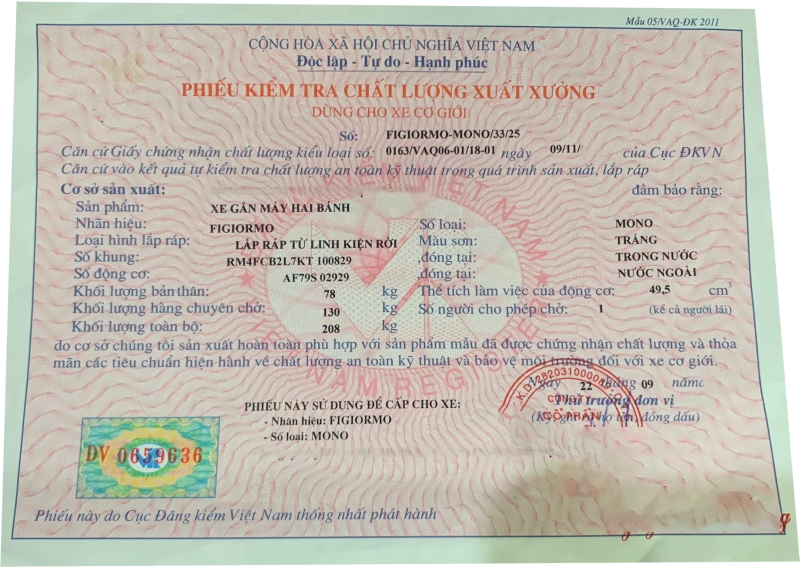 Mẫu 05/VAQ-ĐK 2011
CỘNG HÒA XÃ HỘI CHỦ NGHĨA VIỆT NAM
Độc lập - Tự do - Hạnh phúc
PHIẾU KIỂM TRA CHẤT LƯỢNG XUẤT XƯỞNG
DÙNG CHO XE CƠ GIỚI
Số: FIGIORMO-MONO/33/25
Căn cứ Giấy chứng nhận chất lượng kiểu loại số: 0163/VAQ06-01/18-01 ngày 09/11/ của Cục ĐKVN
Căn cứ vào kết quả tự kiểm tra chất lượng an toàn kỹ thuật trong quá trình sản xuất, lắp ráp
Cơ sở sản xuất: đảm bảo rằng:
Sản phẩm: XE GẮN MÁY HAI BÁNH
Nhãn hiệu: FIGIORMO Số loại: MONO
Loại hình lắp ráp: LẮP RÁP TỪ LINH KIỆN RỜI Màu sơn: TRẮNG
Số khung: RM4FCB2L7KT 100829 ,đóng tại: TRONG NƯỚC
Số động cơ: AF79S 02929 ,đóng tại: NƯỚC NGOÀI
Khối lượng bản thân: 78 kg Thể tích làm việc của động cơ: 49,5 cm³
Khối lượng hàng chuyên chở: 130 kg Số người cho phép chở: 1 (kể cả người lái)
Khối lượng toàn bộ: 208 kg
do cơ sở chúng tôi sản xuất hoàn toàn phù hợp với sản phẩm mẫu đã được chứng nhận chất lượng và thỏa
mãn các tiêu chuẩn hiện hành về chất lượng an toàn kỹ thuật và bảo vệ môi trường đối với xe cơ giới.
Ngày 22 tháng 09 năm
Thủ trưởng đơn vị
(Ký, ghi họ tên, đóng dấu)
CÔNG TY
CỔ PHẦN
PHIẾU NÀY SỬ DỤNG ĐỂ CẤP CHO XE:
- Nhãn hiệu: FIGIORMO
- Số loại: MONO
DV 0659636
VIETNAM REGISTER
Phiếu này do Cục Đăng kiểm Việt Nam thống nhất phát hành